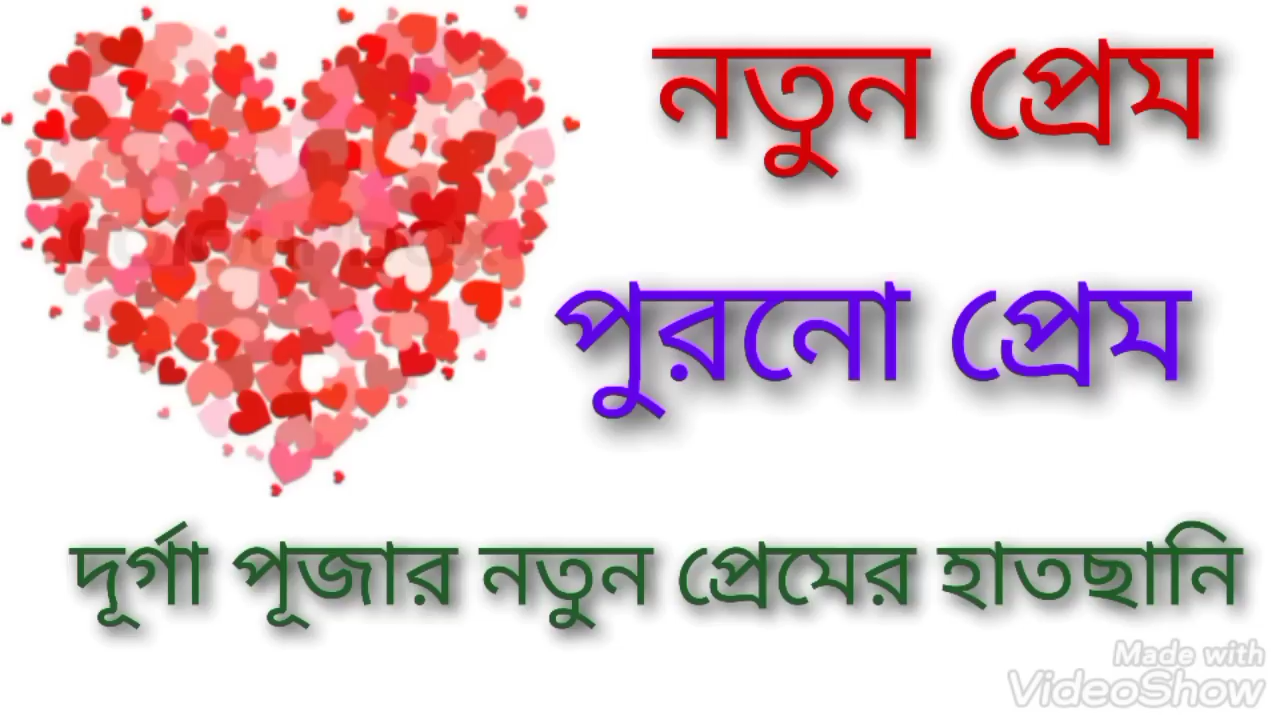 নতুন প্রেম
পুরনো প্রেম
দূর্গা পূজার নতুন প্রেমের হাতছানি
Made with
VideoShow